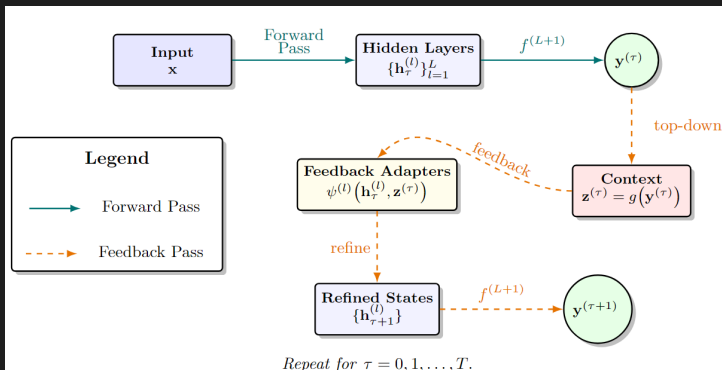 Input
x
Forward
Pass
Hidden Layers
{h_τ^(l)}_{l=1}^L
f^(L+1)
y^(τ)
top-down
Legend
Forward Pass
Feedback Pass
feedback
Feedback Adapters
ψ^(l)(h_τ^(l), z^(τ))
Context
z^(τ) = g(y^(τ))
refine
Refined States
{h_{τ+1}^(l)}
f^(L+1)
y^(τ+1)
Repeat for τ = 0, 1, . . . , T.